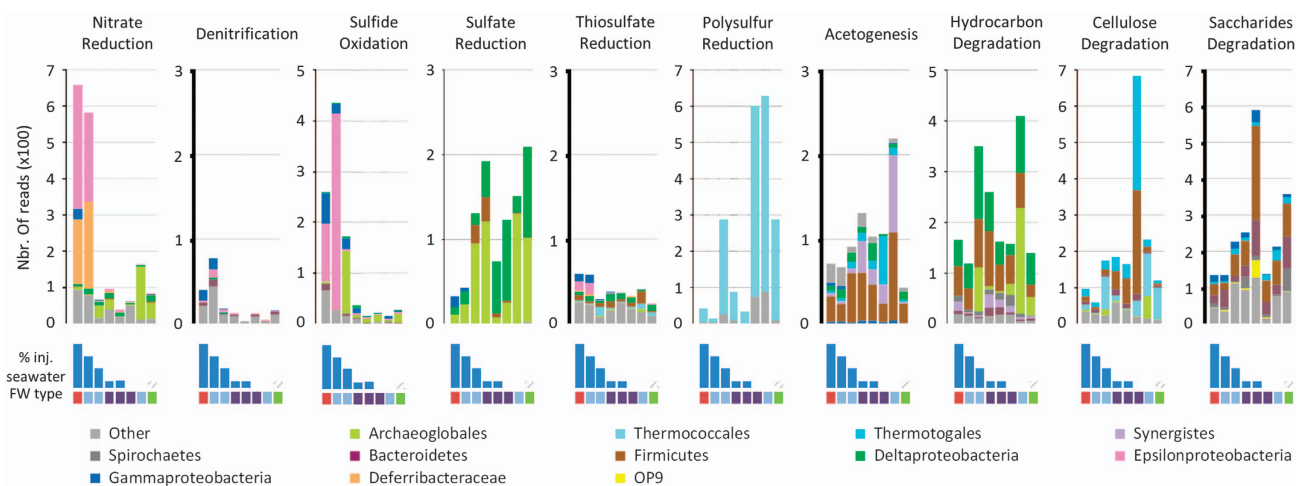 Nitrate
Reduction
Denitrification
Sulfide
Oxidation
Sulfate
Reduction
Thiosulfate
Reduction
Polysulfur
Reduction
Acetogenesis
Hydrocarbon
Degradation
Cellulose
Degradation
Saccharides
Degradation
Nbr. Of reads (x100)
7
6
5
4
3
2
1
0
3
2
1
0
5
4
3
2
1
0
3
2
1
0
3
2
1
0
7
6
5
4
3
2
1
0
3
2
1
0
5
4
3
2
1
0
7
6
5
4
3
2
1
0
7
6
5
4
3
2
1
0
% inj.
seawater
FW type
Other
Archaeoglobales
Thermococcales
Thermotogales
Synergistes
Spirochaetes
Bacteroidetes
Firmicutes
Deltaproteobacteria
Epsilonproteobacteria
Gammaproteobacteria
Deferribacteraceae
OP9